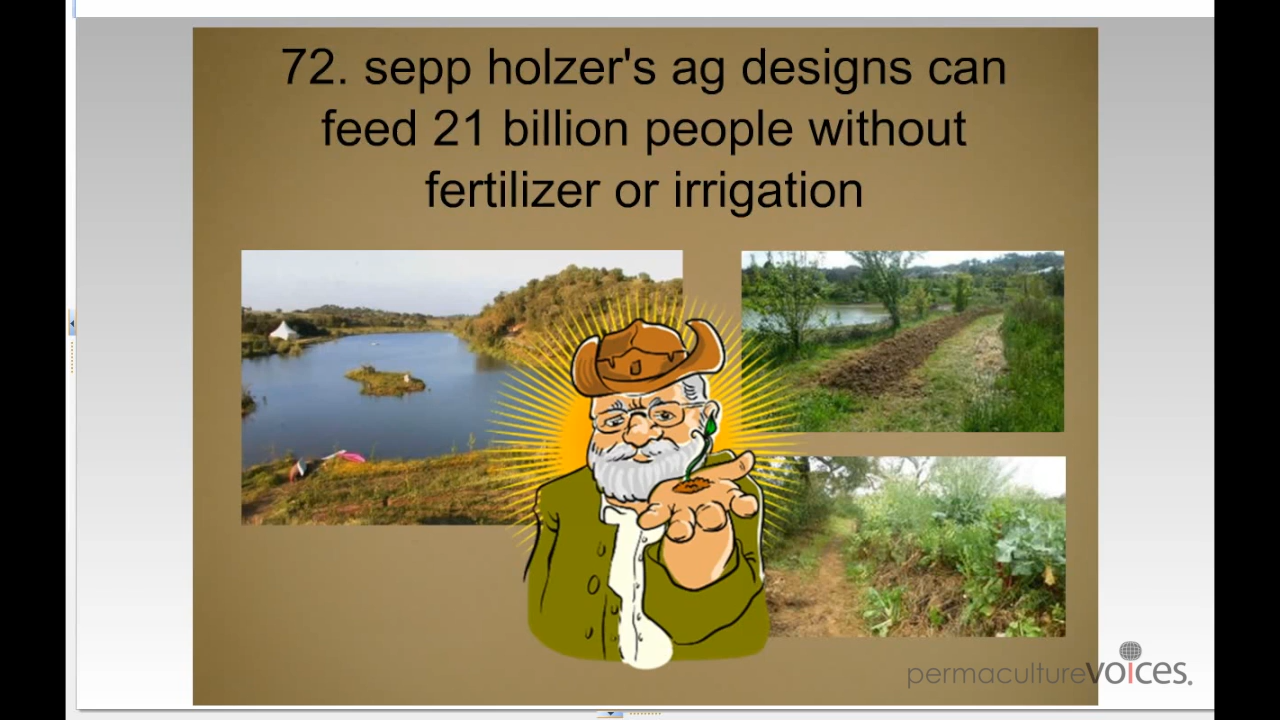 72. sepp holzer's ag designs can
feed 21 billion people without
fertilizer or irrigation
permaculturevoices.